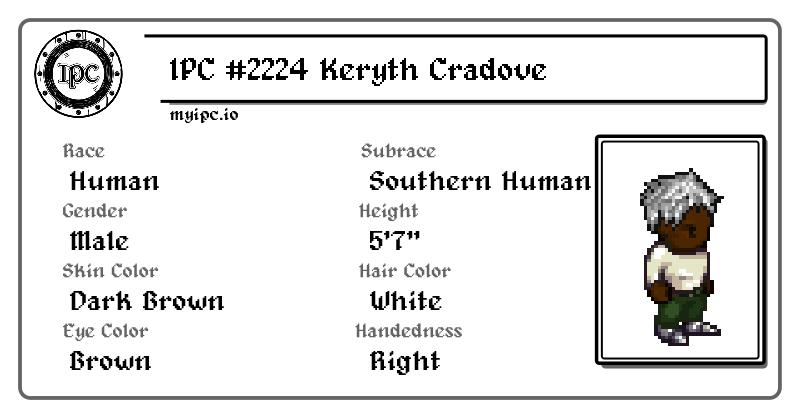 IPC
IPC #2224 Keryth Cradove
myipc.io
Race
Human
Subrace
Southern Human
Gender
Male
Height
5'7"
Skin Color
Dark Brown
Hair Color
White
Eye Color
Brown
Handedness
Right